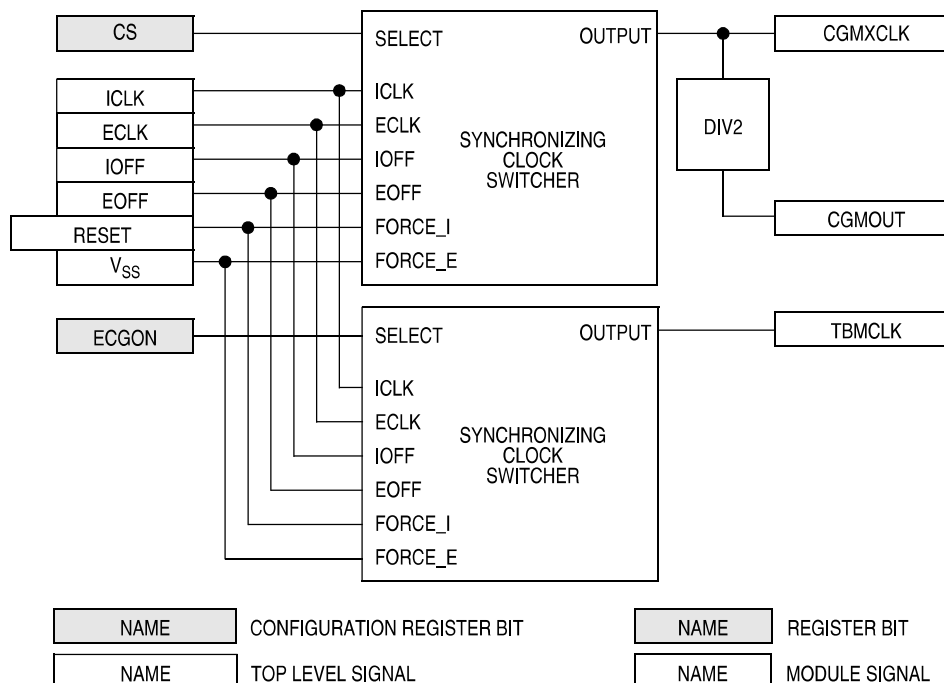 CS
SELECT
OUTPUT
CGMXCLK
ICLK
ECLK
IOFF
EOFF
RESET
VSS
ICLK
ECLK
IOFF
EOFF
FORCE_I
FORCE_E
SYNCHRONIZING
CLOCK
SWITCHER
DIV2
CGMOUT
ECGON
SELECT
OUTPUT
TBMCLK
ICLK
ECLK
IOFF
EOFF
FORCE_I
FORCE_E
SYNCHRONIZING
CLOCK
SWITCHER
NAME CONFIGURATION REGISTER BIT
NAME REGISTER BIT
NAME TOP LEVEL SIGNAL
NAME MODULE SIGNAL